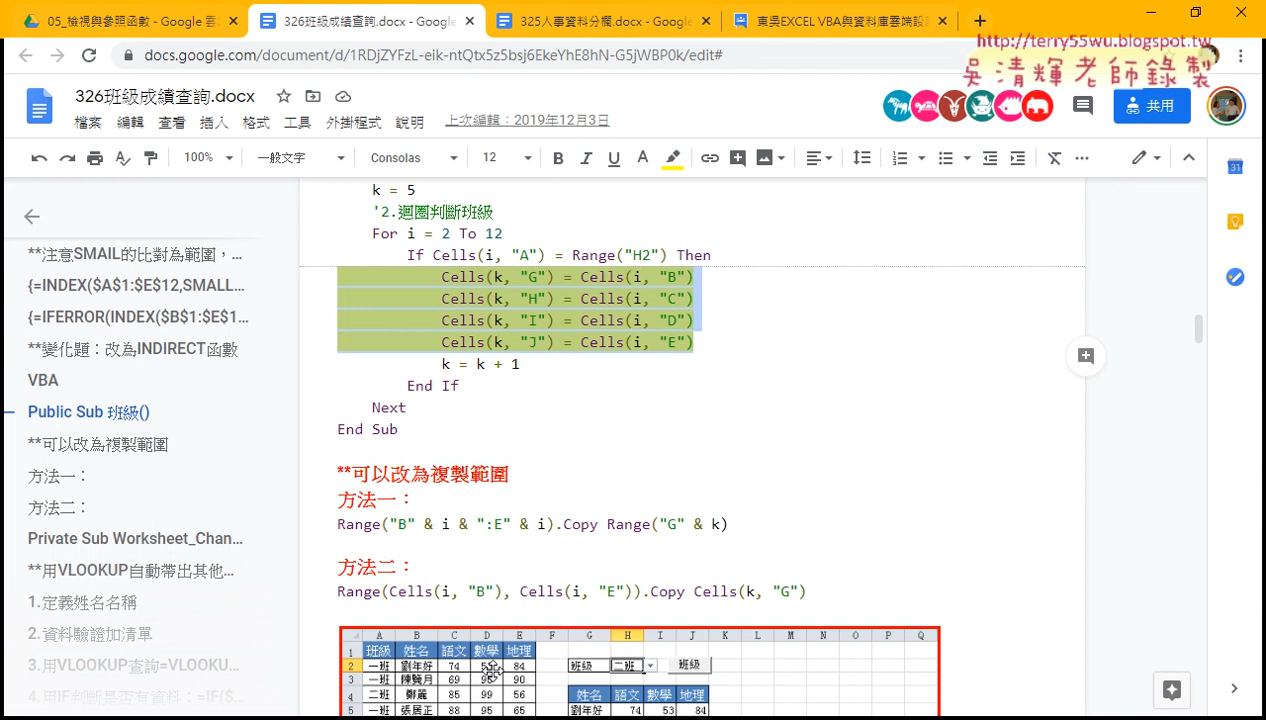 05_檢視與參照函數 - Google 雲
326班級成績查詢.docx - Google
325人事資料分欄.docx - Google
東吳EXCEL VBA與資料庫雲端設
docs.google.com/document/d/1RDjZYFzL-eik-ntQtx5z5bsj6EkeYhE8hN-G5jWBP0k/edit#
http://terry55wu.blogspot.tw
吳清輝老師錄製
326班級成績查詢.docx
檔案 編輯 查看 插入 格式 工具 外掛程式 說明 上次編輯:2019年12月3日
共用
100% 一般文字 Consolas 12 B I U A
31
**注意SMAIL的比對為範圍,...
{=INDEX($A$1:$E$12,SMALL...
{=IFERROR(INDEX($B$1:$E$1...
**變化題:改為INDIRECT函數
VBA
Public Sub 班級()
**可以改為複製範圍
方法一:
方法二:
Private Sub Worksheet_Chan...
**用VLOOKUP自動帶出其他...
1.定義姓名名稱
2.資料驗證加清單
3.用VLOOKUP查詢=VLOOKU...
4.用IF判斷是否有資料:=IF($...
k = 5
'2.迴圈判斷班級
For i = 2 To 12
If Cells(i, "A") = Range("H2") Then
Cells(k, "G") = Cells(i, "B")
Cells(k, "H") = Cells(i, "C")
Cells(k, "I") = Cells(i, "D")
Cells(k, "J") = Cells(i, "E")
k = k + 1
End If
Next
End Sub
**可以改為複製範圍
方法一:
Range("B" & i & ":E" & i).Copy Range("G" & k)
方法二:
Range(Cells(i, "B"), Cells(i, "E")).Copy Cells(k, "G")
A B C D E F G H I J K L M N O P Q
1 班級 姓名 語文 數學 地理
2 一班 劉年好 74 84 班級 二班 班級
3 一班 陳賢月 69 90
4 二班 鄭麗 85 99 56 姓名 語文 數學 地理
5 一班 張居正 88 95 65 劉年好 74 53 84